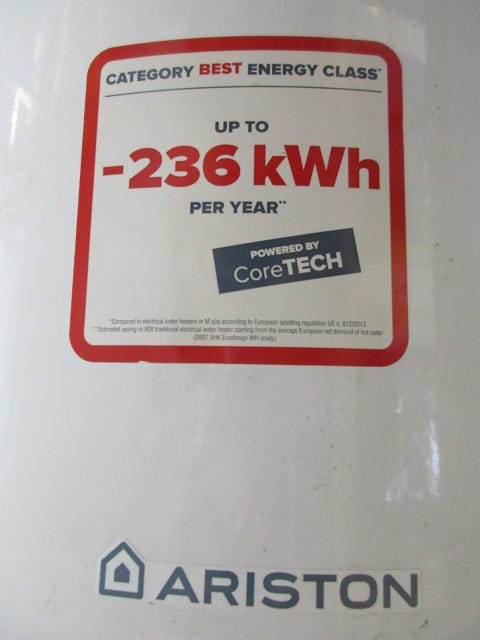 CATEGORY BEST ENERGY CLASS*
UP TO
-236 kWh
PER YEAR**
POWERED BY
CoreTECH
*Compared to electrical water heaters in M size according to European labelling regulation UE n. 812/2013
**Estimated saving vs 80lt traditional electrical water heater starting from the average European net demand of hot water
(2007 VHK Ecodesign WH study)
ARISTON